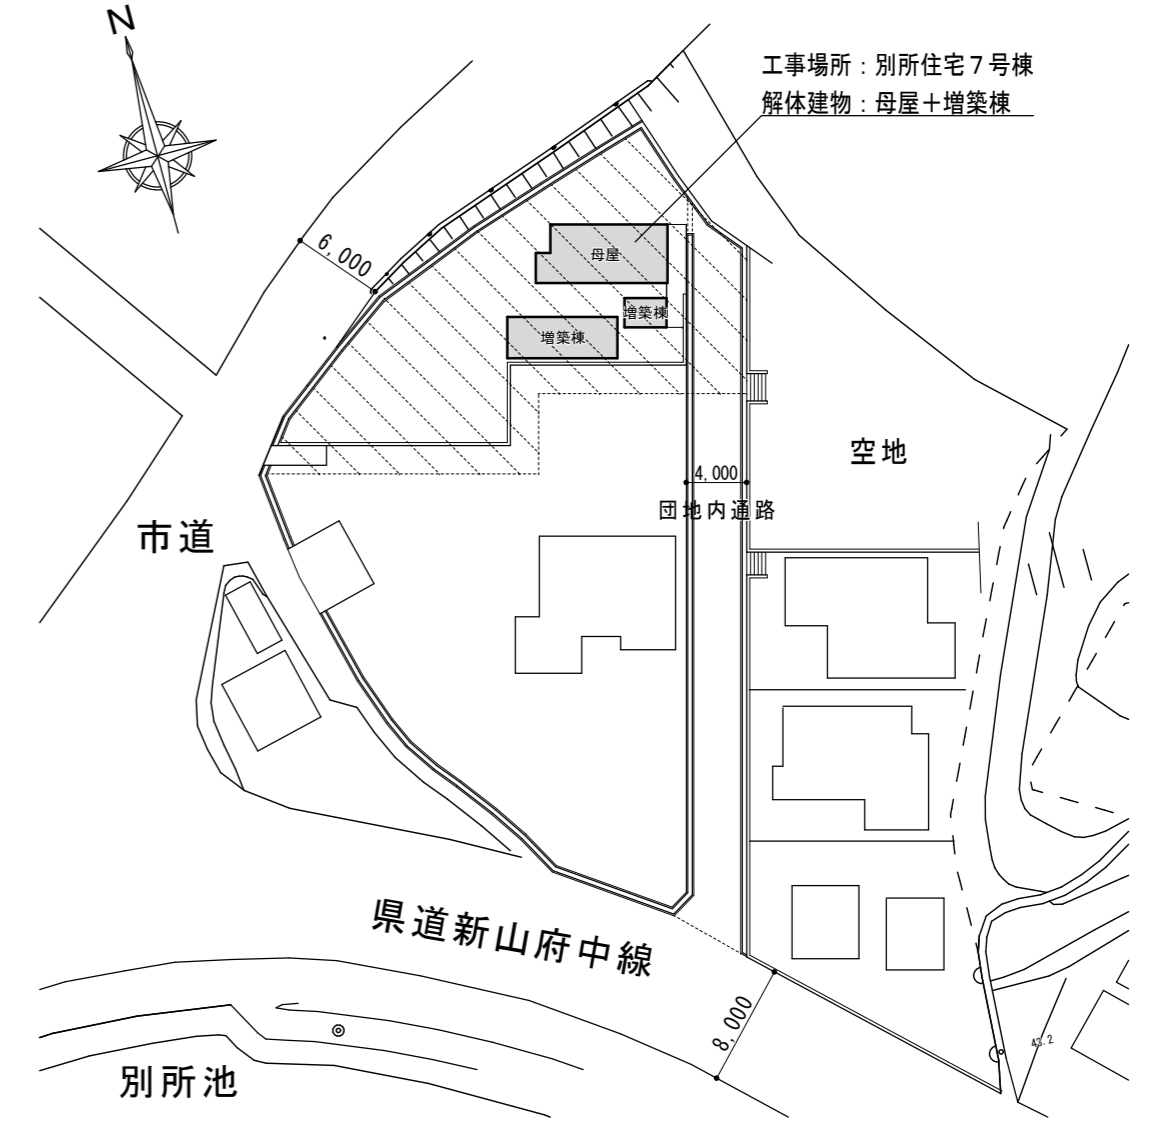 N
工事場所：別所住宅７号棟
解体建物：母屋＋増築棟
6,000
母屋
増築棟
増築棟
空地
4,000
団地内通路
市道
県道新山府中線
8,000
43.2
別所池